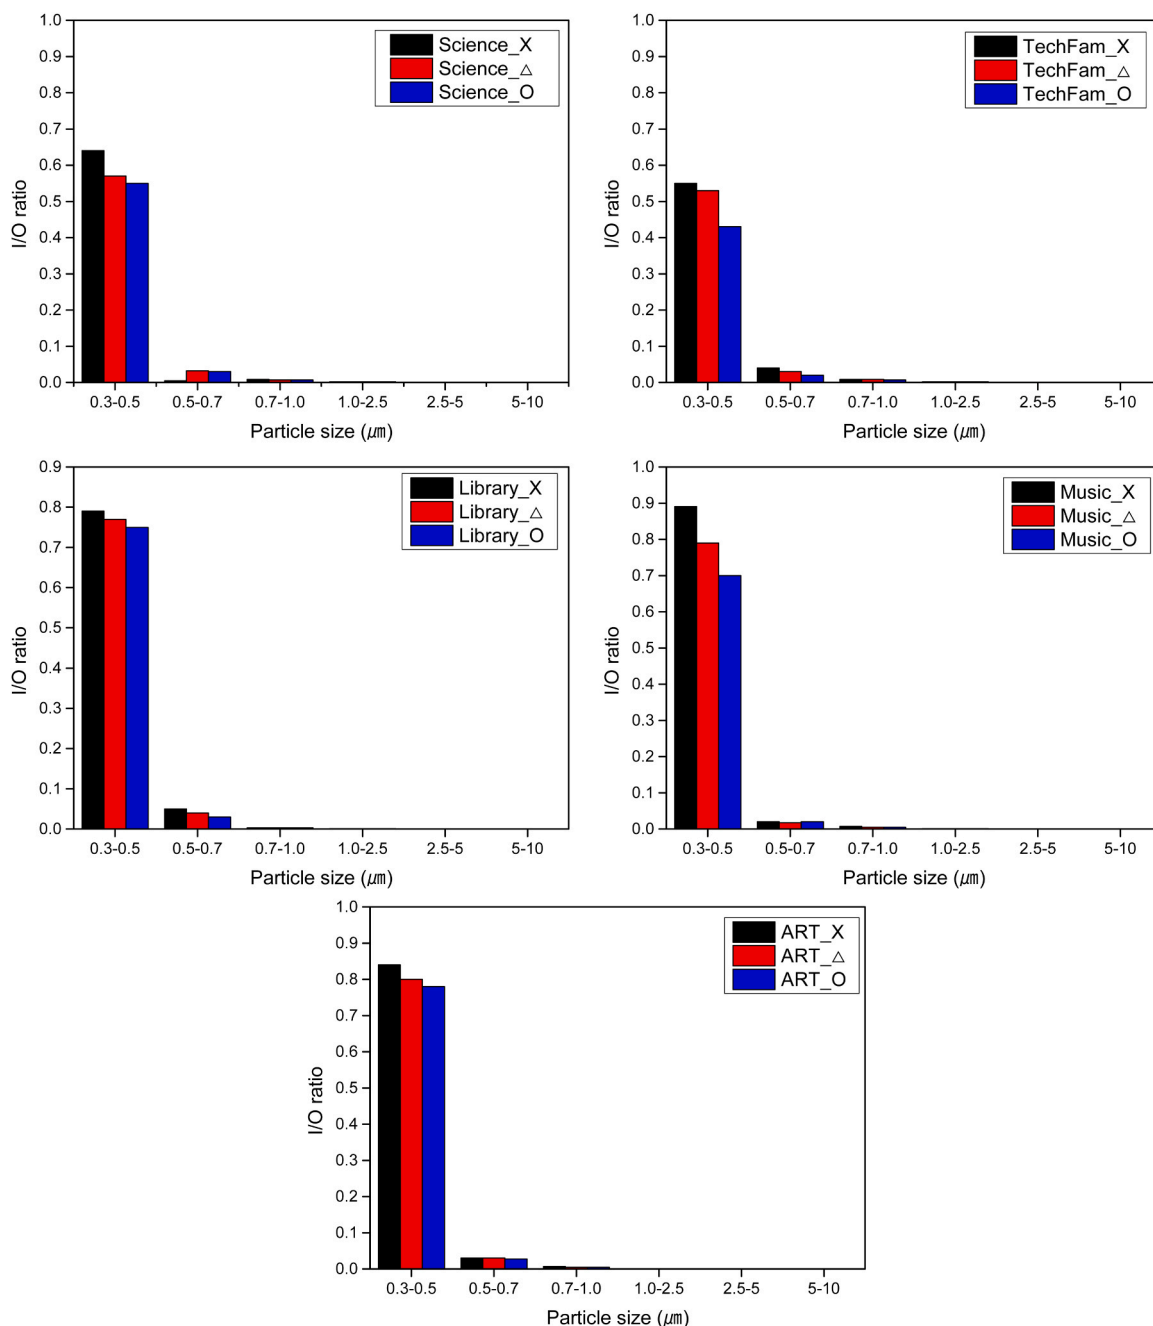 1.0
0.9
0.8
0.7
0.6
0.5
0.4
0.3
0.2
0.1
0.0
I/O ratio
Science_X
Science_△
Science_O
0.3-0.5 0.5-0.7 0.7-1.0 1.0-2.5 2.5-5 5-10
Particle size (㎛)
1.0
0.9
0.8
0.7
0.6
0.5
0.4
0.3
0.2
0.1
0.0
I/O ratio
TechFam_X
TechFam_△
TechFam_O
0.3-0.5 0.5-0.7 0.7-1.0 1.0-2.5 2.5-5 5-10
Particle size (㎛)
0.9
0.8
0.7
0.6
0.5
0.4
0.3
0.2
0.1
0.0
I/O ratio
Library_X
Library_△
Library_O
0.3-0.5 0.5-0.7 0.7-1.0 1.0-2.5 2.5-5 5-10
Particle size (㎛)
1.0
0.9
0.8
0.7
0.6
0.5
0.4
0.3
0.2
0.1
0.0
I/O ratio
Music_X
Music_△
Music_O
0.3-0.5 0.5-0.7 0.7-1.0 1.0-2.5 2.5-5 5-10
Particle size (㎛)
1.0
0.9
0.8
0.7
0.6
0.5
0.4
0.3
0.2
0.1
0.0
I/O ratio
ART_X
ART_△
ART_O
0.3-0.5 0.5-0.7 0.7-1.0 1.0-2.5 2.5-5 5-10
Particle size (㎛)